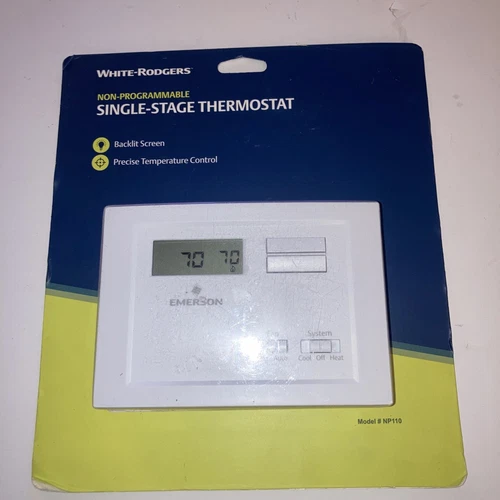 WHITE-RODGERS
NON-PROGRAMMABLE
SINGLE-STAGE THERMOSTAT
Backlit Screen
Precise Temperature Control
70 70
EMERSON
System
Cool Off Heat
Model # NP110